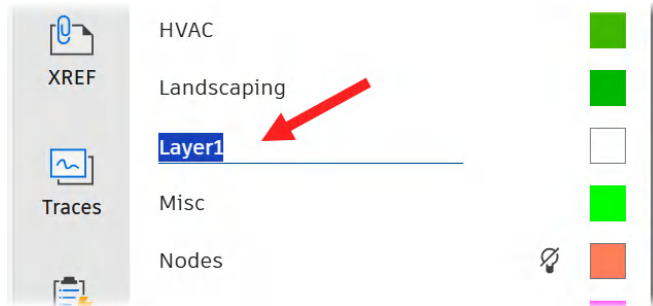 HVAC
XREF
Landscaping
Layer1
Traces
Misc
Nodes